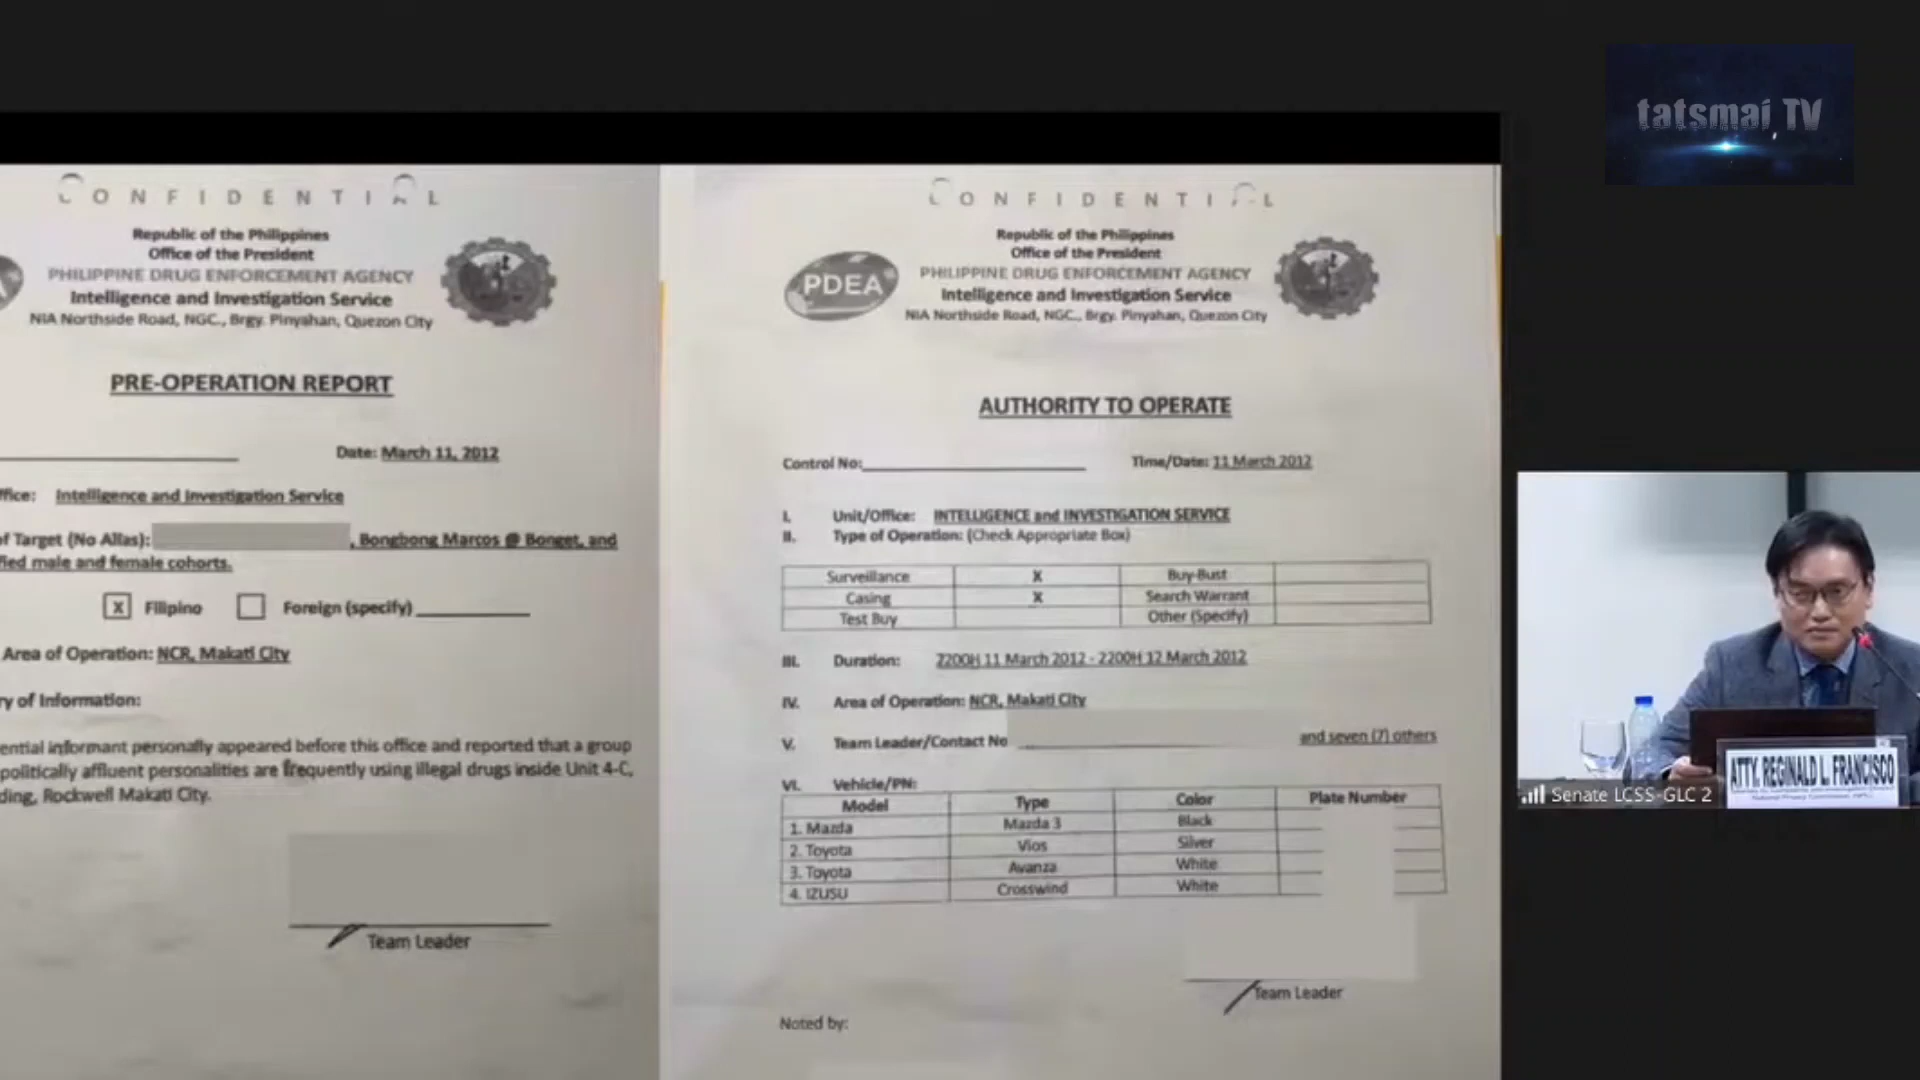 tatsmai TV
CONFIDENTIAL
Republic of the Philippines
Office of the President
PHILIPPINE DRUG ENFORCEMENT AGENCY
Intelligence and Investigation Service
NIA Northside Road, NGC., Brgy. Pinyahan, Quezon City
PRE-OPERATION REPORT
Date: March 11, 2012
ffice: Intelligence and Investigation Service
of Target (No Alias): , Bongbong Marcos @ Bonget, and
fied male and female cohorts.
X Filipino Foreign (specify)
Area of Operation: NCR, Makati City
ry of Information:
ential informant personally appeared before this office and reported that a group
politically affluent personalities are frequently using illegal drugs inside Unit 4-C,
ding, Rockwell Makati City.
Team Leader
CONFIDENTIAL
Republic of the Philippines
Office of the President
PDEA
PHILIPPINE DRUG ENFORCEMENT AGENCY
Intelligence and Investigation Service
NIA Northside Road, NGC., Brgy. Pinyahan, Quezon City
AUTHORITY TO OPERATE
Control No: Time/Date: 11 March 2012
I. Unit/Office: INTELLIGENCE and INVESTIGATION SERVICE
II. Type of Operation: (Check Appropriate Box)
Surveillance X Buy-Bust
Casing X Search Warrant
Test Buy Other (Specify)
III. Duration: 2200H 11 March 2012 - 2200H 12 March 2012
IV. Area of Operation: NCR, Makati City
V. Team Leader/Contact No and seven (7) others
VI. Vehicle/PN:
Model Type Color Plate Number
1. Mazda Mazda 3 Black
2. Toyota Vios Silver
3. Toyota Avanza White
4. IZUSU Crosswind White
Team Leader
Noted by:
ATTY. REGINALD L. FRANCISCO
Senate LCSS-GLC 2